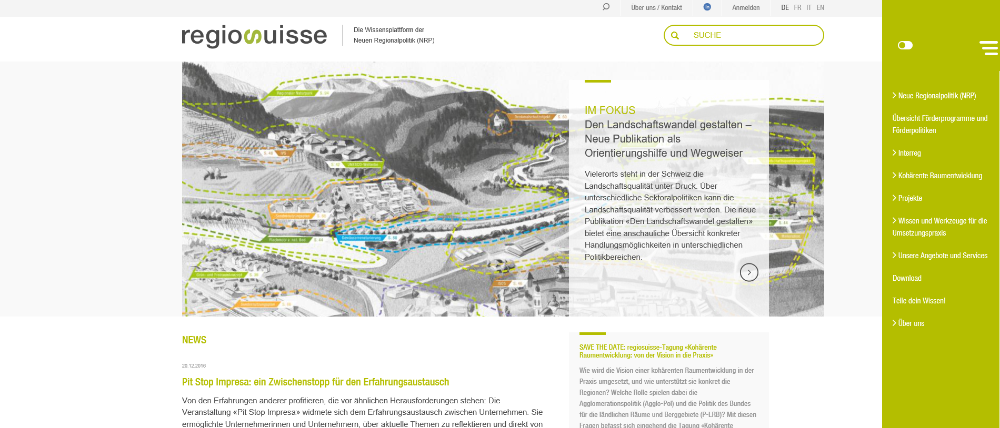 Über uns / Kontakt
in
Anmelden
DE FR IT EN
regiosuisse
Die Wissensplattform der
Neuen Regionalpolitik (NRP)
SUCHE
Regionaler Naturpark S. 94
Denkmalschutzobjekt S. 50
S. 48 IVS
S. 42 UNESCO-Welterbe
Sondernutzungsplan S. 66
Flachmoor v. nat. Bed. S. 44
Gewässerrenaturierung S. 88
Grün- und Freiraumkonzept S. 36
ISOS S. 46
Sondernutzungsplan S. 66
S. 44
S. 78 Melioration
IM FOKUS
Den Landschaftswandel gestalten –
Neue Publikation als
Orientierungshilfe und Wegweiser
Vielerorts steht in der Schweiz die
Landschaftsqualität unter Druck. Über
unterschiedliche Sektoralpolitiken kann die
Landschaftsqualität verbessert werden. Die neue
Publikation «Den Landschaftswandel gestalten»
bietet eine anschauliche Übersicht konkreter
Handlungsmöglichkeiten in unterschiedlichen
Politikbereichen.
Neue Regionalpolitik (NRP)
Übersicht Förderprogramme und
Förderpolitiken
Interreg
Kohärente Raumentwicklung
Projekte
Wissen und Werkzeuge für die
Umsetzungspraxis
Unsere Angebote und Services
Download
Teile dein Wissen!
Über uns
NEWS
20.12.2016
Pit Stop Impresa: ein Zwischenstopp für den Erfahrungsaustausch
Von den Erfahrungen anderer profitieren, die vor ähnlichen Herausforderungen stehen: Die
Veranstaltung «Pit Stop Impresa» widmete sich dem Erfahrungsaustausch zwischen Unternehmen. Sie
ermöglichte Unternehmerinnen und Unternehmern, über aktuelle Themen zu reflektieren und direkt von
SAVE THE DATE: regiosuisse-Tagung «Kohärente
Raumentwicklung: von der Vision in die Praxis»
Wie wird die Vision einer kohärenten Raumentwicklung in der
Praxis umgesetzt, und wie unterstützt sie konkret die
Regionen? Welche Rolle spielen dabei die
Agglomerationspolitik (Agglo-Pol) und die Politik des Bundes
für die ländlichen Räume und Berggebiete (P-LRB)? Mit diesen
Fragen befasst sich eingehend die Tagung «Kohärente